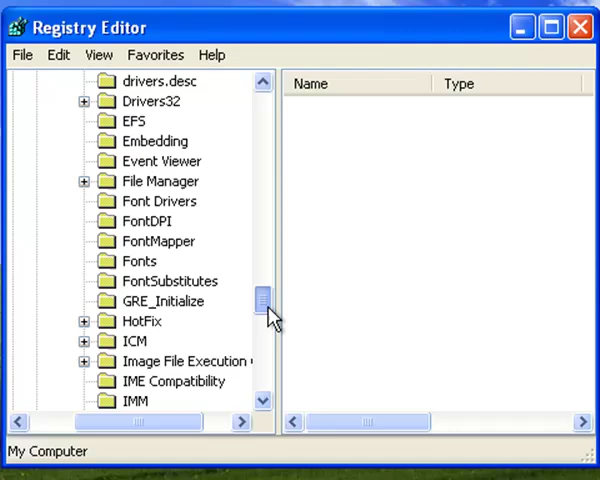 Registry Editor
File Edit View Favorites Help
Name Type
drivers.desc
Drivers32
EFS
Embedding
Event Viewer
File Manager
Font Drivers
FontDPI
FontMapper
Fonts
FontSubstitutes
GRE_Initialize
HotFix
ICM
Image File Execution
IME Compatibility
IMM
My Computer